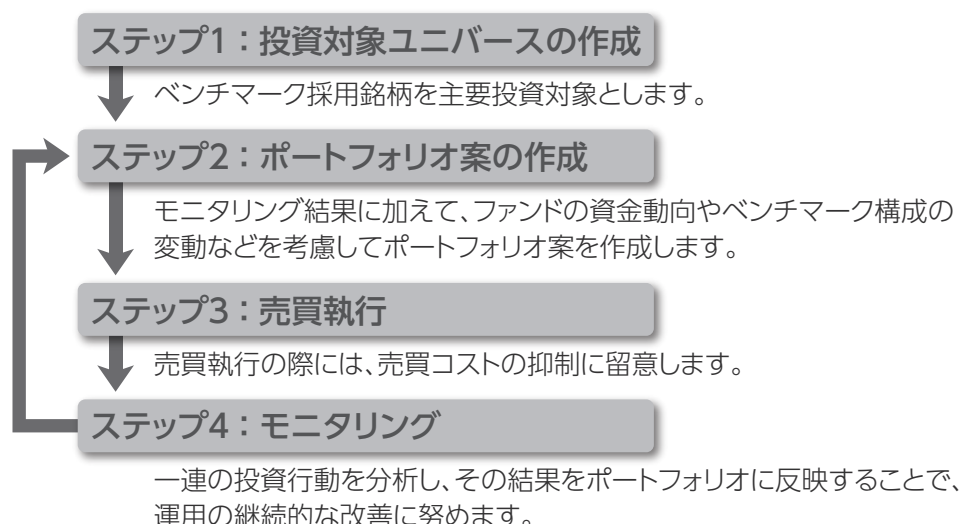 ステップ1：投資対象ユニバースの作成
ベンチマーク採用銘柄を主要投資対象とします。
ステップ2：ポートフォリオ案の作成
モニタリング結果に加えて、ファンドの資金動向やベンチマーク構成の
変動などを考慮してポートフォリオ案を作成します。
ステップ3：売買執行
売買執行の際には、売買コストの抑制に留意します。
ステップ4：モニタリング
一連の投資行動を分析し、その結果をポートフォリオに反映することで、
運用の継続的な改善に努めます。